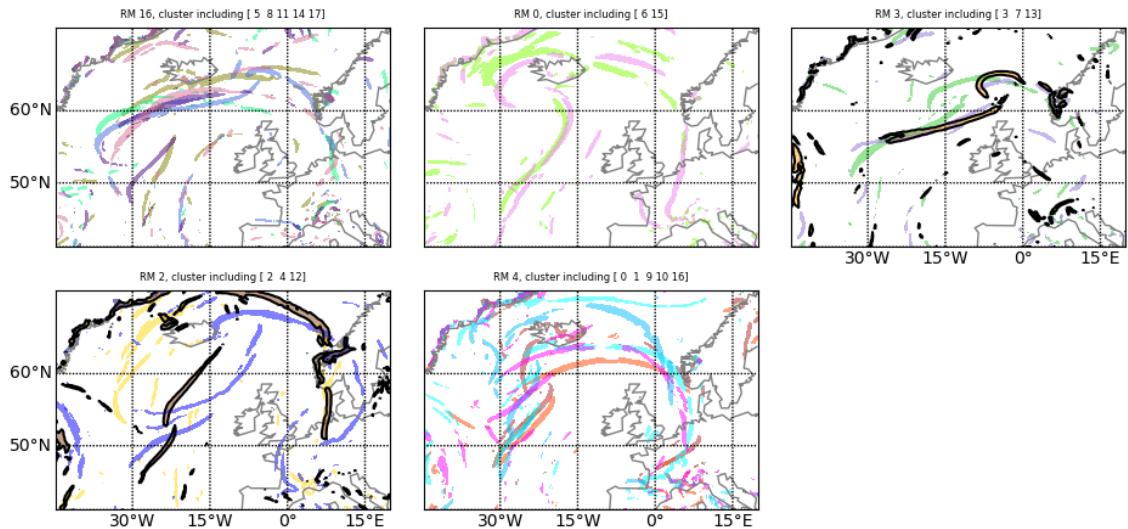 RM 16, cluster including [ 5  8 11 14 17]
RM 0, cluster including [ 6 15]
RM 3, cluster including [ 3  7 13]
60°N
50°N
30°W 15°W 0° 15°E
RM 2, cluster including [ 2  4 12]
RM 4, cluster including [ 0  1  9 10 16]
60°N
50°N
30°W 15°W 0° 15°E
30°W 15°W 0° 15°E